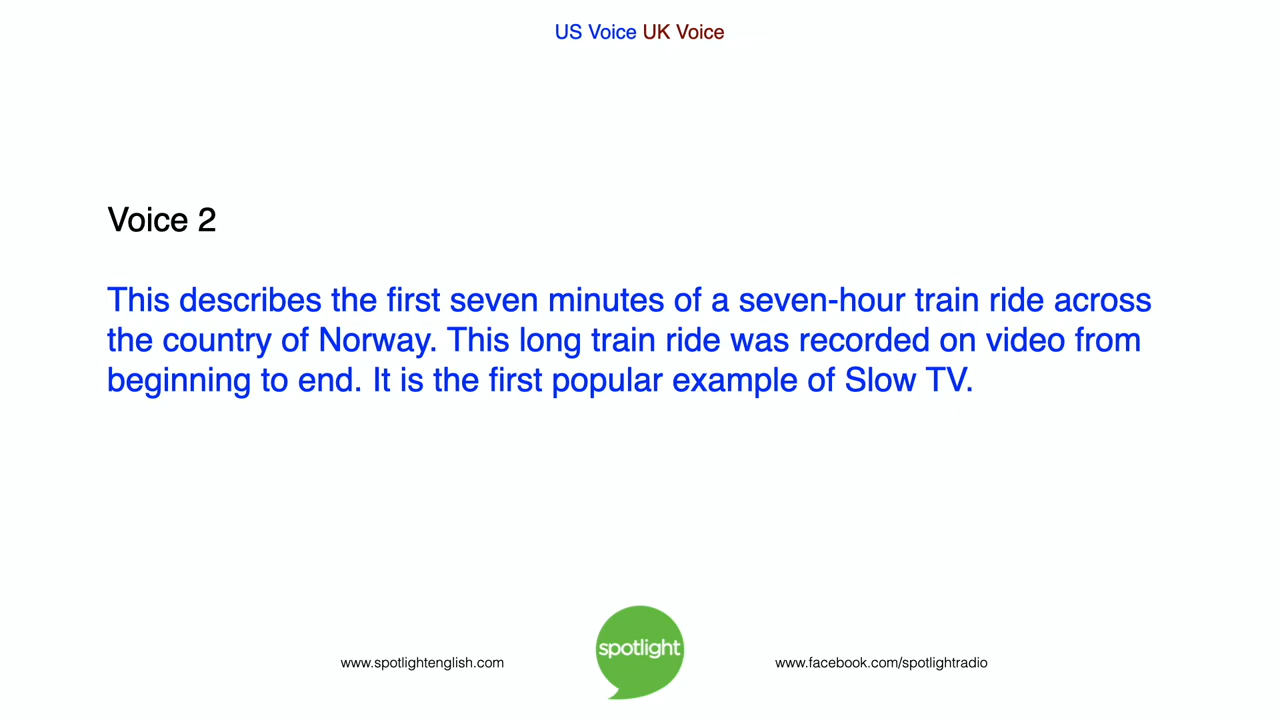 US Voice UK Voice
Voice 2
This describes the first seven minutes of a seven-hour train ride across
the country of Norway. This long train ride was recorded on video from
beginning to end. It is the first popular example of Slow TV.
spotlight
www.spotlightenglish.com
www.facebook.com/spotlightradio